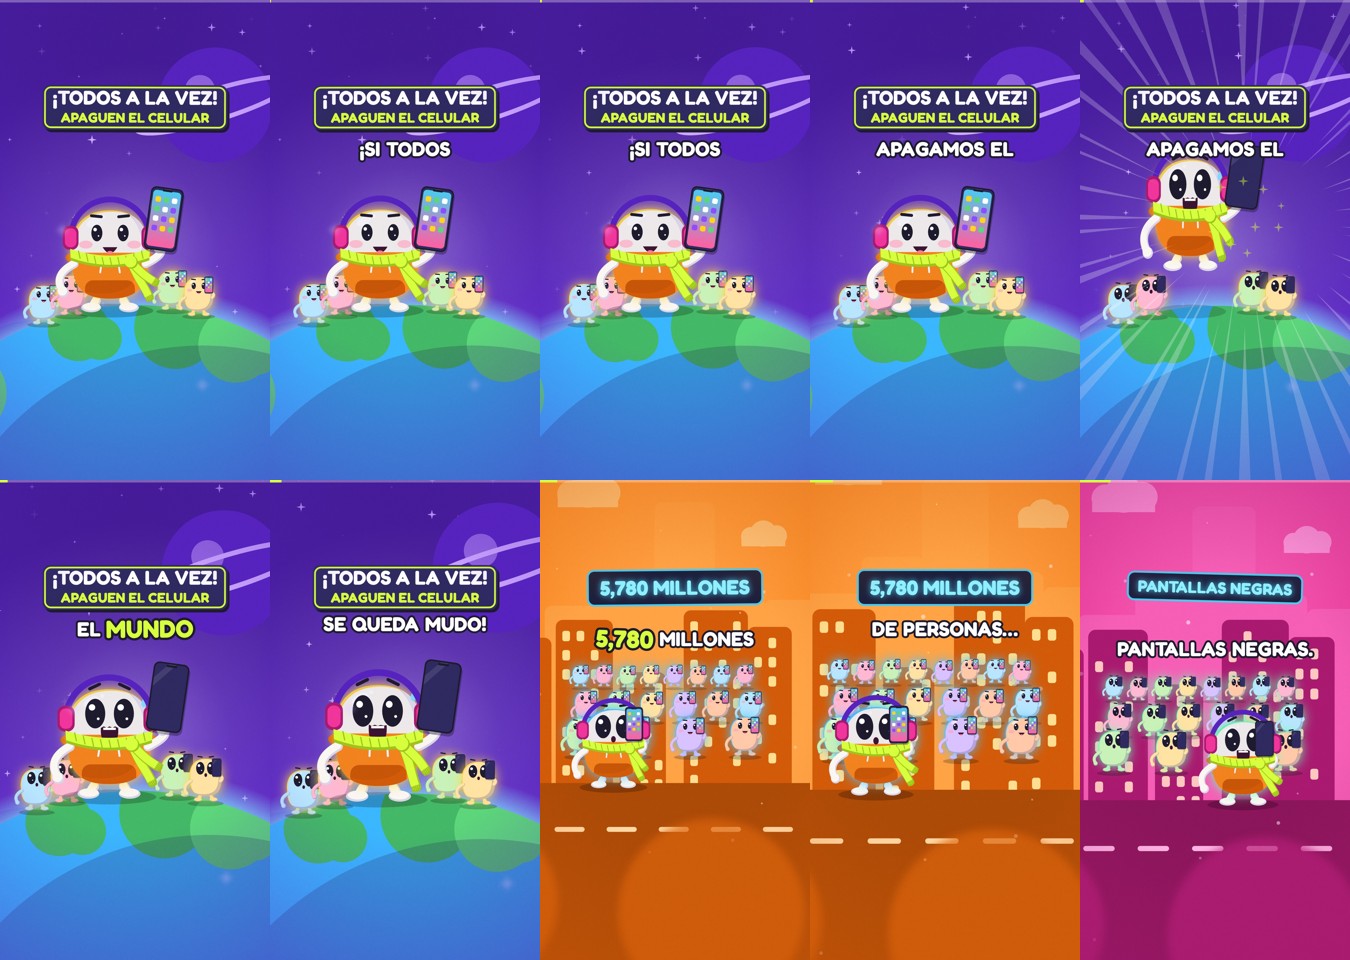 ¡TODOS A LA VEZ!
APAGUEN EL CELULAR
¡TODOS A LA VEZ!
APAGUEN EL CELULAR
¡SI TODOS
¡TODOS A LA VEZ!
APAGUEN EL CELULAR
¡SI TODOS
¡TODOS A LA VEZ!
APAGUEN EL CELULAR
APAGAMOS EL
¡TODOS A LA VEZ!
APAGUEN EL CELULAR
APAGAMOS EL
¡TODOS A LA VEZ!
APAGUEN EL CELULAR
EL MUNDO
¡TODOS A LA VEZ!
APAGUEN EL CELULAR
SE QUEDA MUDO!
5,780 MILLONES
5,780 MILLONES
5,780 MILLONES
DE PERSONAS...
PANTALLAS NEGRAS
PANTALLAS NEGRAS.